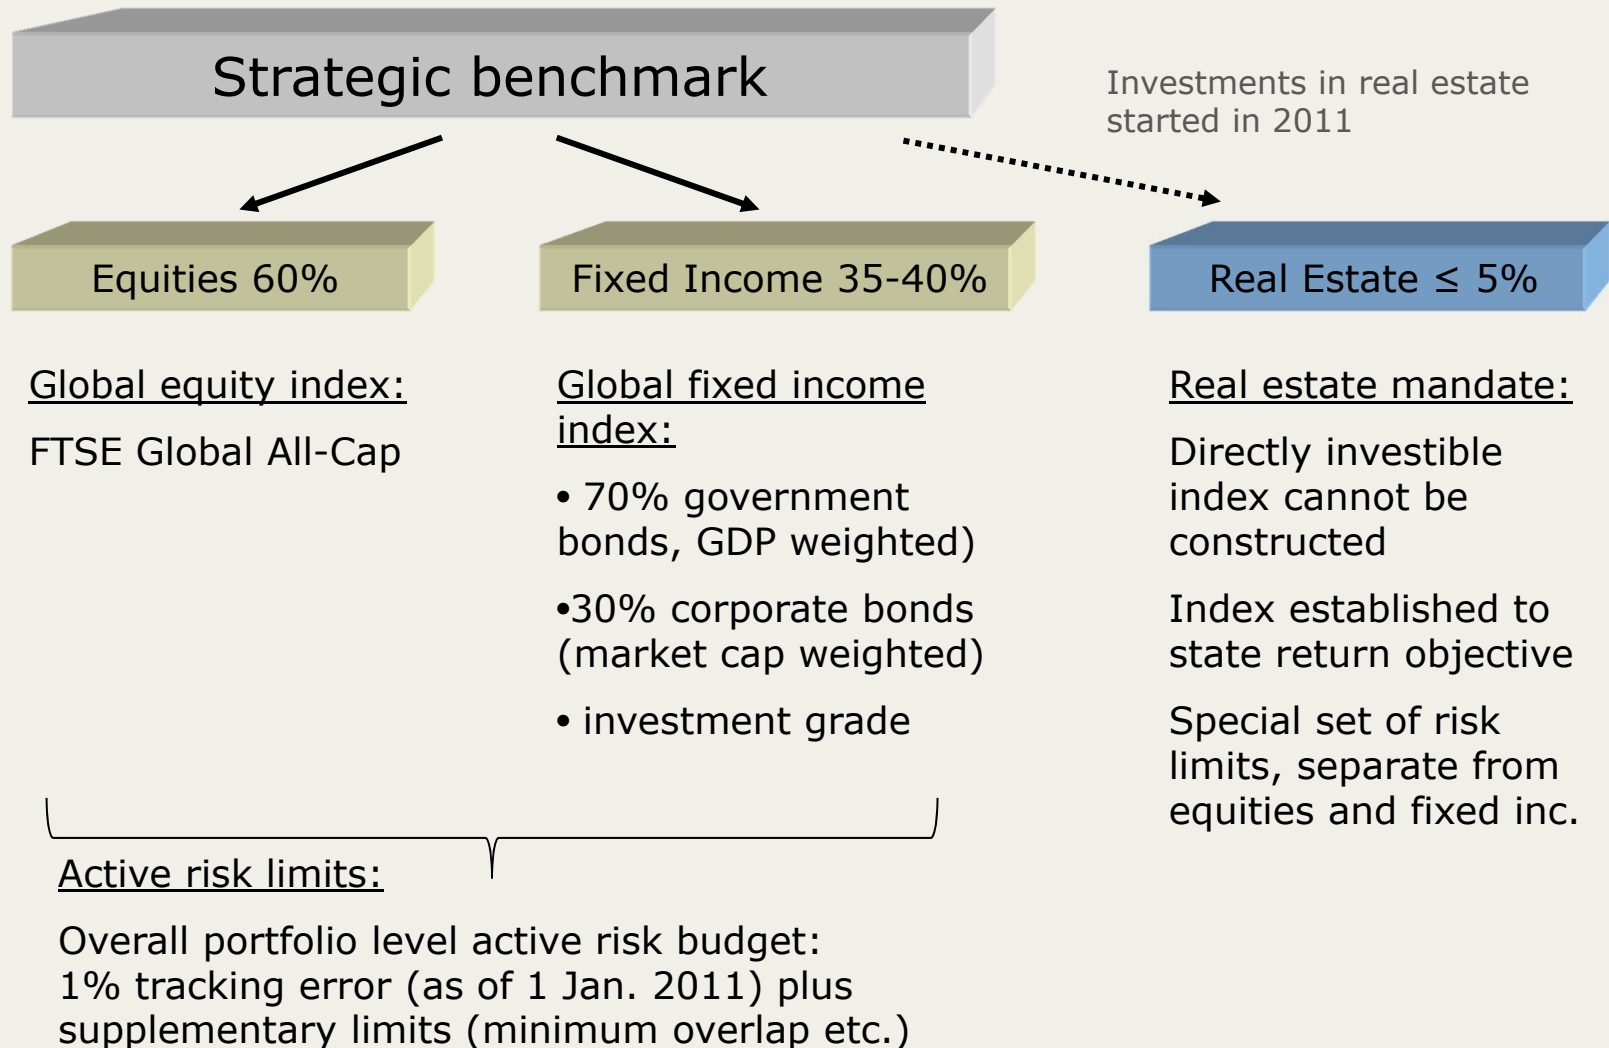 Strategic benchmark
Investments in real estate
started in 2011
Equities 60%
Fixed Income 35-40%
Real Estate ≤ 5%
Global equity index:
FTSE Global All-Cap
Global fixed income
index:
• 70% government
bonds, GDP weighted)
•30% corporate bonds
(market cap weighted)
• investment grade
Real estate mandate:
Directly investible
index cannot be
constructed
Index established to
state return objective
Special set of risk
limits, separate from
equities and fixed inc.
Active risk limits:
Overall portfolio level active risk budget:
1% tracking error (as of 1 Jan. 2011) plus
supplementary limits (minimum overlap etc.)